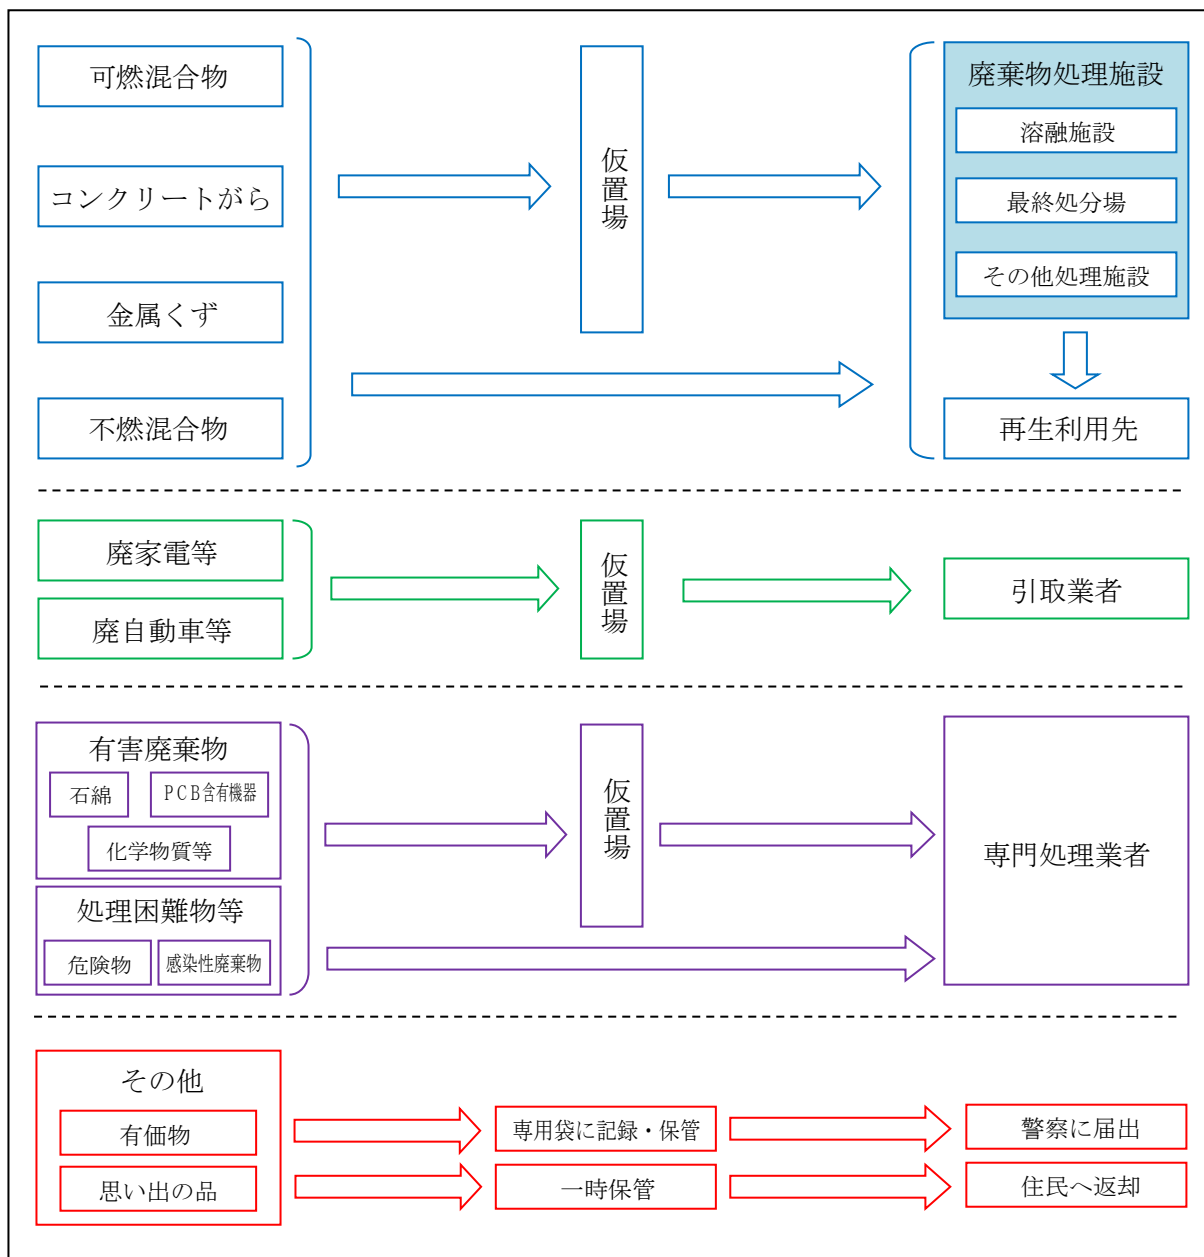 可燃混合物
コンクリートがら
金属くず
不燃混合物
仮置場
廃棄物処理施設
溶融施設
最終処分場
その他処理施設
再生利用先
廃家電等
廃自動車等
仮置場
引取業者
有害廃棄物
石綿
ＰＣＢ含有機器
化学物質等
処理困難物等
危険物
感染性廃棄物
仮置場
専門処理業者
その他
有価物
専用袋に記録・保管
警察に届出
思い出の品
一時保管
住民へ返却